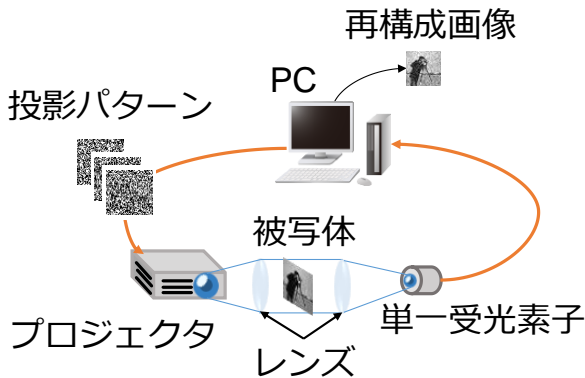 再構成画像
PC
投影パターン
被写体
プロジェクタ
単一受光素子
レンズ